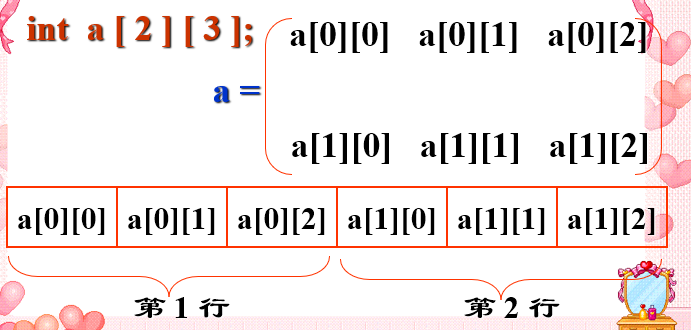 int a [ 2 ] [ 3 ];
a[0][0] a[0][1] a[0][2]
a =
a[1][0] a[1][1] a[1][2]
a[0][0] a[0][1] a[0][2] a[1][0] a[1][1] a[1][2]
第 1 行 第 2 行